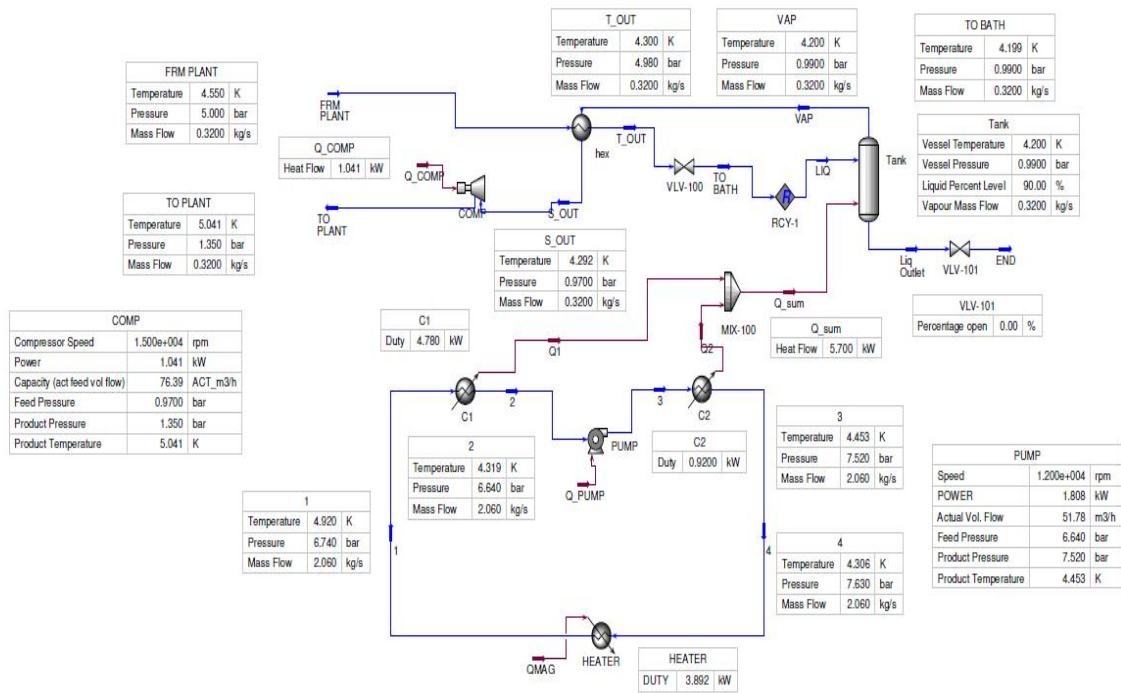 T_OUT
Temperature 4.300 K
Pressure 4.980 bar
Mass Flow 0.3200 kg/s
VAP
Temperature 4.200 K
Pressure 0.9900 bar
Mass Flow 0.3200 kg/s
TO BATH
Temperature 4.199 K
Pressure 0.9900 bar
Mass Flow 0.3200 kg/s
FRM PLANT
Temperature 4.550 K
Pressure 5.000 bar
Mass Flow 0.3200 kg/s
FRM
PLANT
hex
T_OUT
VAP
Tank
Vessel Temperature 4.200 K
Vessel Pressure 0.9900 bar
Liquid Percent Level 90.00 %
Vapour Mass Flow 0.3200 kg/s
Q_COMP
Heat Flow 1.041 kW
Q_COMP
COMP
VLV-100
TO
BATH
R
RCY-1
LIQ
Tank
TO PLANT
Temperature 5.041 K
Pressure 1.350 bar
Mass Flow 0.3200 kg/s
TO
PLANT
S_OUT
S_OUT
Temperature 4.292 K
Pressure 0.9700 bar
Mass Flow 0.3200 kg/s
Liq
Outlet
VLV-101
END
VLV-101
Percentage open 0.00 %
COMP
Compressor Speed 1.500e+004 rpm
Power 1.041 kW
Capacity (act feed vol flow) 76.39 ACT_m3/h
Feed Pressure 0.9700 bar
Product Pressure 1.350 bar
Product Temperature 5.041 K
C1
Duty 4.780 kW
Q1
MIX-100
Q_sum
Q_sum
Heat Flow 5.700 kW
Q2
C1
2
PUMP
3
C2
Q_PUMP
2
Temperature 4.319 K
Pressure 6.640 bar
Mass Flow 2.060 kg/s
C2
Duty 0.9200 kW
3
Temperature 4.453 K
Pressure 7.520 bar
Mass Flow 2.060 kg/s
PUMP
Speed 1.200e+004 rpm
POWER 1.808 kW
Actual Vol. Flow 51.78 m3/h
Feed Pressure 6.640 bar
Product Pressure 7.520 bar
Product Temperature 4.453 K
1
Temperature 4.920 K
Pressure 6.740 bar
Mass Flow 2.060 kg/s
1
4
4
Temperature 4.306 K
Pressure 7.630 bar
Mass Flow 2.060 kg/s
QMAG
HEATER
HEATER
DUTY 3.892 kW